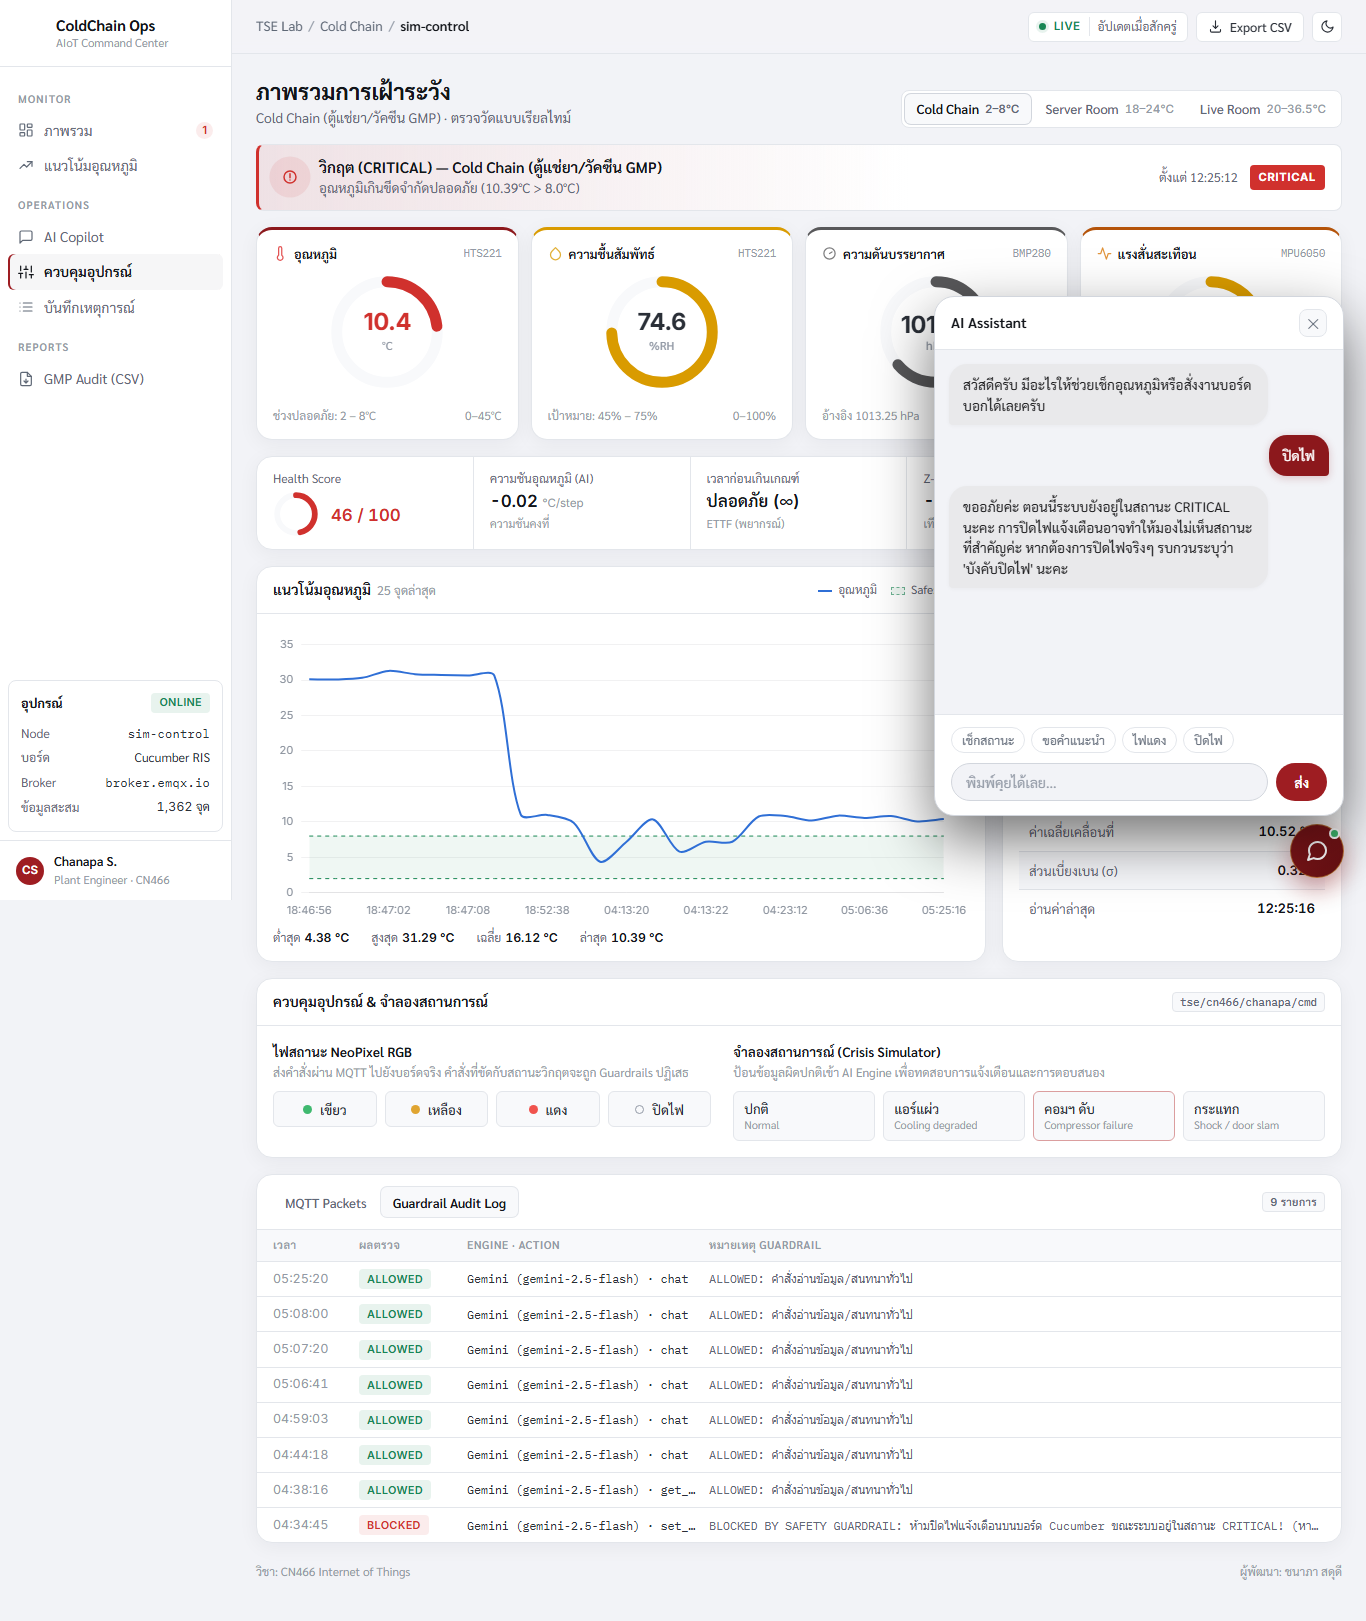 ColdChain Ops
AIoT Command Center
MONITOR
ภาพรวม 1
แนวโน้มอุณหภูมิ
OPERATIONS
AI Copilot
ควบคุมอุปกรณ์
บันทึกเหตุการณ์
REPORTS
GMP Audit (CSV)
อุปกรณ์ ONLINE
Node sim-control
บอร์ด Cucumber RIS
Broker broker.emqx.io
ข้อมูลสะสม 1,362 จุด
CS Chanapa S.
Plant Engineer · CN466
TSE Lab / Cold Chain / sim-control
LIVE อัปเดตเมื่อสักครู่
Export CSV
ภาพรวมการเฝ้าระวัง
Cold Chain (ตู้แช่ยา/วัคซีน GMP) · ตรวจวัดแบบเรียลไทม์
Cold Chain 2–8°C Server Room 18–24°C Live Room 20–36.5°C
วิกฤต (CRITICAL) — Cold Chain (ตู้แช่ยา/วัคซีน GMP)
อุณหภูมิเกินขีดจำกัดปลอดภัย (10.39°C > 8.0°C)
ตั้งแต่ 12:25:12 CRITICAL
อุณหภูมิ HTS221
10.4
°C
ช่วงปลอดภัย: 2 – 8°C 0–45°C
ความชื้นสัมพัทธ์ HTS221
74.6
%RH
เป้าหมาย: 45% – 75% 0–100%
ความดันบรรยากาศ BMP280
101
h
อ้างอิง 1013.25 hPa
แรงสั่นสะเทือน MPU6050
Health Score
46 / 100
ความชันอุณหภูมิ (AI)
-0.02 °C/step
ความชันคงที่
เวลาก่อนเกินเกณฑ์
ปลอดภัย (∞)
ETTF (พยากรณ์)
Z-
แนวโน้มอุณหภูมิ 25 จุดล่าสุด
อุณหภูมิ Safe
35
30
25
20
15
10
5
0
18:46:56 18:47:02 18:47:08 18:52:38 04:13:20 04:13:22 04:23:12 05:06:36 05:25:16
ต่ำสุด 4.38 °C สูงสุด 31.29 °C เฉลี่ย 16.12 °C ล่าสุด 10.39 °C
AI Assistant
สวัสดีครับ มีอะไรให้ช่วยเช็กอุณหภูมิหรือสั่งงานบอร์ด
บอกได้เลยครับ
ปิดไฟ
ขออภัยค่ะ ตอนนี้ระบบยังอยู่ในสถานะ CRITICAL
นะคะ การปิดไฟแจ้งเตือนอาจทำให้มองไม่เห็นสถานะ
ที่สำคัญค่ะ หากต้องการปิดไฟจริงๆ รบกวนระบุว่า
'บังคับปิดไฟ' นะคะ
เช็กสถานะ ขอคำแนะนำ ไฟแดง ปิดไฟ
พิมพ์คุยได้เลย... ส่ง
ค่าเฉลี่ยเคลื่อนที่ 10.52
ส่วนเบี่ยงเบน (σ) 0.3
อ่านค่าล่าสุด 12:25:16
ควบคุมอุปกรณ์ & จำลองสถานการณ์ tse/cn466/chanapa/cmd
ไฟสถานะ NeoPixel RGB
ส่งคำสั่งผ่าน MQTT ไปยังบอร์ดจริง คำสั่งที่ขัดกับสถานะวิกฤตจะถูก Guardrails ปฏิเสธ
เขียว เหลือง แดง ปิดไฟ
จำลองสถานการณ์ (Crisis Simulator)
ป้อนข้อมูลผิดปกติเข้า AI Engine เพื่อทดสอบการแจ้งเตือนและการตอบสนอง
ปกติ แอร์แผ่ว คอมฯ ดับ กระแทก
Normal Cooling degraded Compressor failure Shock / door slam
MQTT Packets Guardrail Audit Log 9 รายการ
เวลา ผลตรวจ ENGINE · ACTION หมายเหตุ GUARDRAIL
05:25:20 ALLOWED Gemini (gemini-2.5-flash) · chat ALLOWED: คำสั่งอ่านข้อมูล/สนทนาทั่วไป
05:08:00 ALLOWED Gemini (gemini-2.5-flash) · chat ALLOWED: คำสั่งอ่านข้อมูล/สนทนาทั่วไป
05:07:20 ALLOWED Gemini (gemini-2.5-flash) · chat ALLOWED: คำสั่งอ่านข้อมูล/สนทนาทั่วไป
05:06:41 ALLOWED Gemini (gemini-2.5-flash) · chat ALLOWED: คำสั่งอ่านข้อมูล/สนทนาทั่วไป
04:59:03 ALLOWED Gemini (gemini-2.5-flash) · chat ALLOWED: คำสั่งอ่านข้อมูล/สนทนาทั่วไป
04:44:18 ALLOWED Gemini (gemini-2.5-flash) · chat ALLOWED: คำสั่งอ่านข้อมูล/สนทนาทั่วไป
04:38:16 ALLOWED Gemini (gemini-2.5-flash) · get_… ALLOWED: คำสั่งอ่านข้อมูล/สนทนาทั่วไป
04:34:45 BLOCKED Gemini (gemini-2.5-flash) · set_… BLOCKED BY SAFETY GUARDRAIL: ห้ามปิดไฟแจ้งเตือนบนบอร์ด Cucumber ขณะระบบอยู่ในสถานะ CRITICAL! (หา…
วิชา: CN466 Internet of Things ผู้พัฒนา: ชนาภา สดุดี